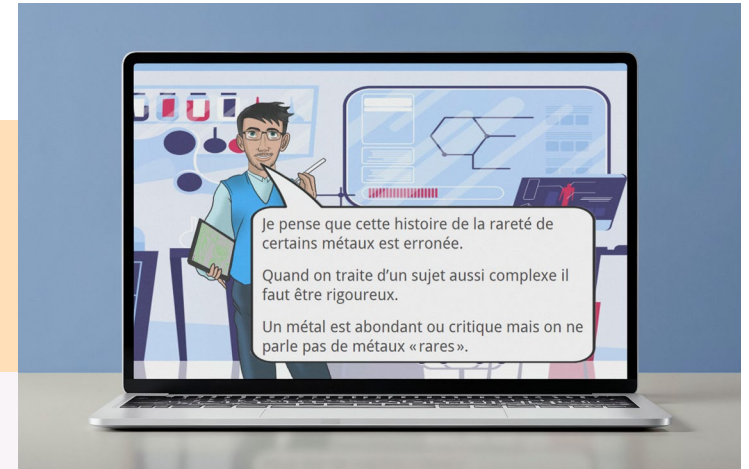 Je pense que cette histoire de la rareté de
certains métaux est erronée.
Quand on traite d'un sujet aussi complexe il
faut être rigoureux.
Un métal est abondant ou critique mais on ne
parle pas de métaux «rares».